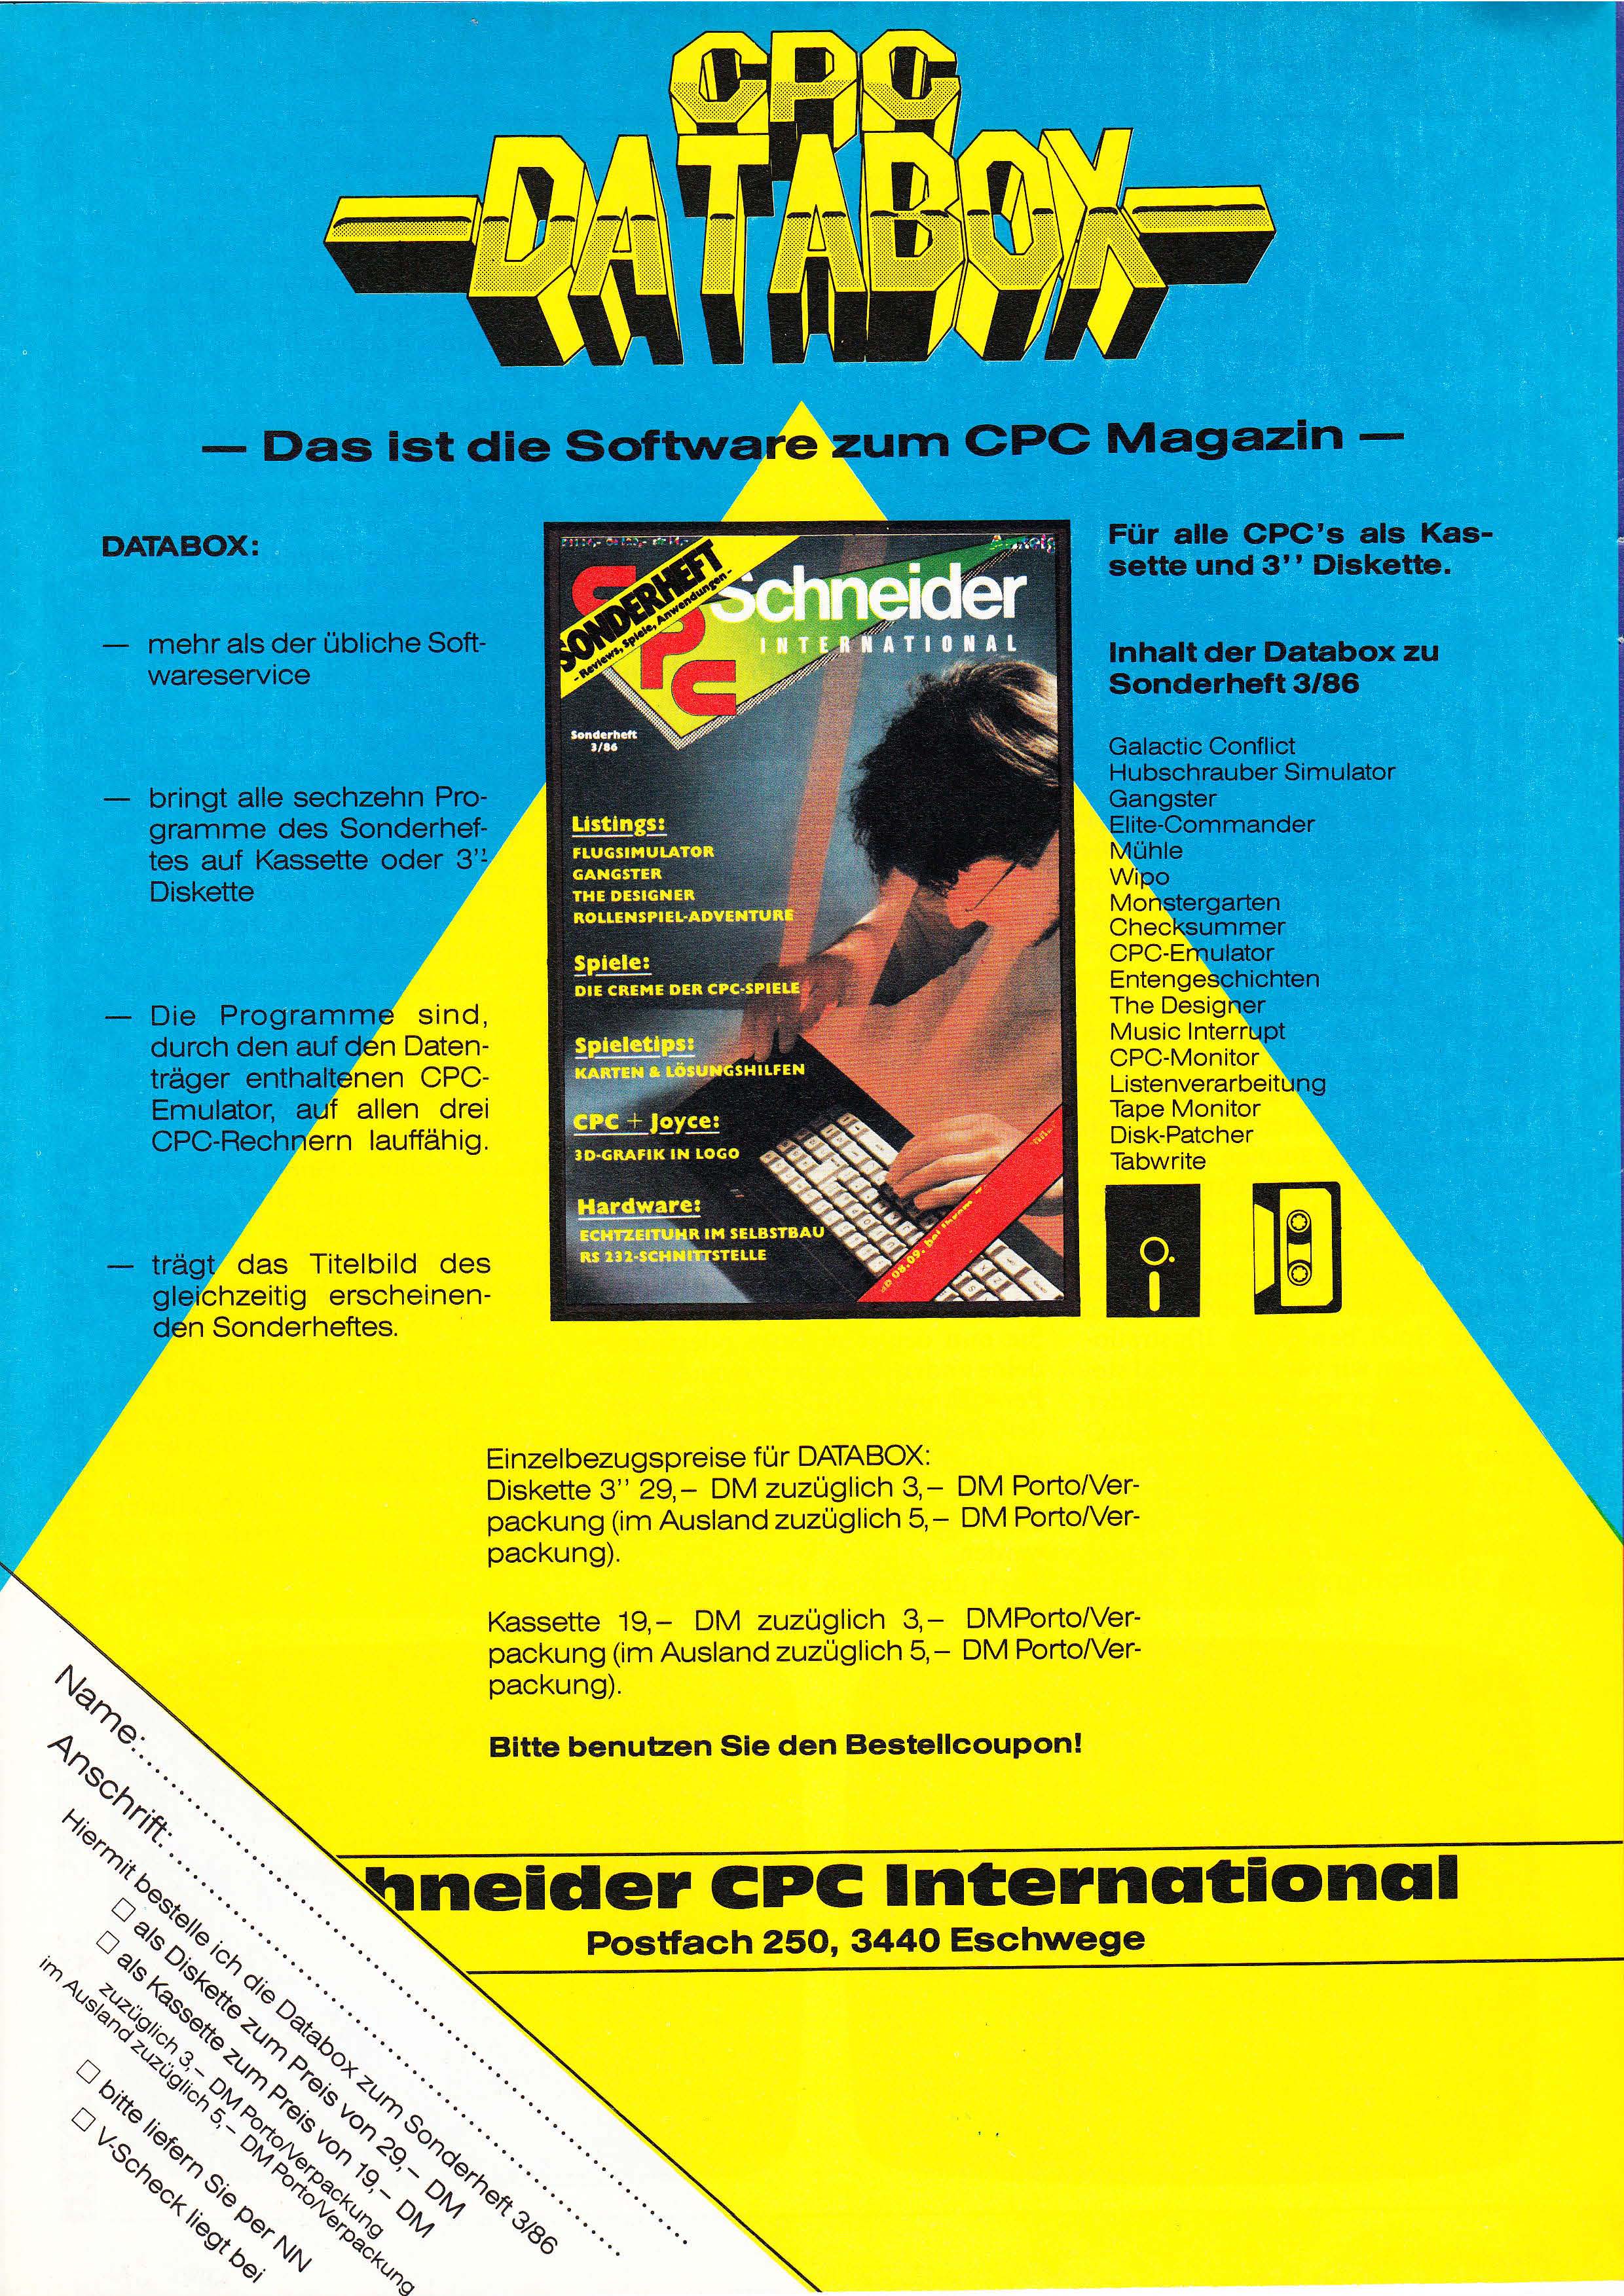 CPC
DATABOX
— Das ist die Software zum CPC Magazin —
DATABOX:
— mehr als der übliche Soft-
wareservice
— bringt alle sechzehn Pro-
gramme des Sonderhef-
tes auf Kassette oder 3''-
Diskette
— Die Programme sind,
durch den auf den Daten-
träger enthaltenen CPC-
Emulator, auf allen drei
CPC-Rechnern lauffähig.
— trägt das Titelbild des
gleichzeitig erscheinen-
den Sonderheftes.
SONDERHEFT
- Reviews, Spiele, Anwendungen -
CPC
Schneider
INTERNATIONAL
Sonderheft
3/86
Listings:
FLUGSIMULATOR
GANGSTER
THE DESIGNER
ROLLENSPIEL-ADVENTURE
Spiele:
DIE CREME DER CPC-SPIELE
Spieletips:
KARTEN & LÖSUNGSHILFEN
CPC + Joyce:
3D-GRAFIK IN LOGO
Hardware:
ECHTZEITUHR IM SELBSTBAU
RS 232-SCHNITTSTELLE
08.09. bei Ihrem
Für alle CPC's als Kas-
sette und 3'' Diskette.
Inhalt der Databox zu
Sonderheft 3/86
Galactic Conflict
Hubschrauber Simulator
Gangster
Elite-Commander
Mühle
Wipo
Monstergarten
Checksummer
CPC-Emulator
Entengeschichten
The Designer
Music Interrupt
CPC-Monitor
Listenverarbeitung
Tape Monitor
Disk-Patcher
Tabwrite
Einzelbezugspreise für DATABOX:
Diskette 3'' 29,— DM zuzüglich 3,— DM Porto/Ver-
packung (im Ausland zuzüglich 5,— DM Porto/Ver-
packung).
Kassette 19,— DM zuzüglich 3,— DMPorto/Ver-
packung (im Ausland zuzüglich 5,— DM Porto/Ver-
packung).
Bitte benutzen Sie den Bestellcoupon!
hneider CPC International
Postfach 250, 3440 Eschwege
Name:
Anschrift:
Hiermit bestelle ich die Databox zum Sonderheft 3/86
□ als Diskette zum Preis von 29,— DM
□ als Kassette zum Preis von 19,— DM
zuzüglich 3,— DM Porto/Verpackung
im Ausland zuzüglich 5,— DM Porto/Verpackung
□ bitte liefern Sie per NN
□ V-Scheck liegt bei